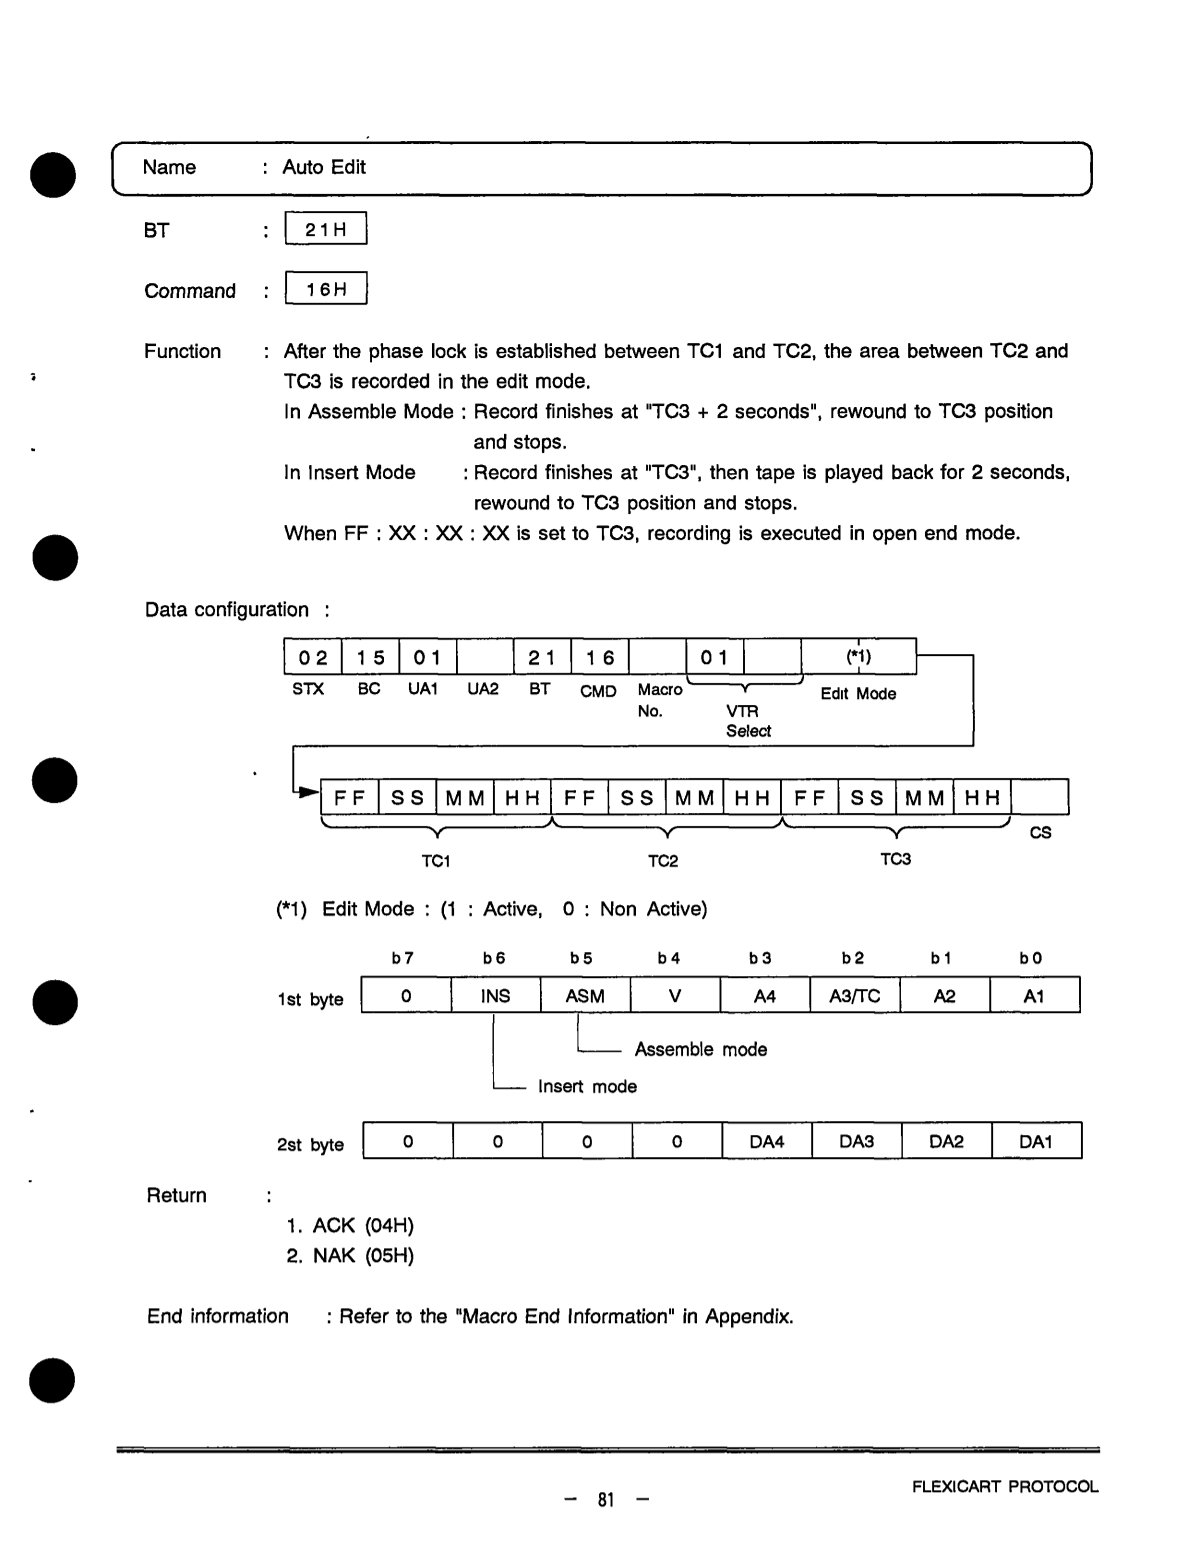 Name : Auto Edit
BT : 21H
Command : 16H
Function : After the phase lock is established between TC1 and TC2, the area between TC2 and
TC3 is recorded in the edit mode.
In Assemble Mode : Record finishes at "TC3 + 2 seconds", rewound to TC3 position
and stops.
In Insert Mode : Record finishes at "TC3", then tape is played back for 2 seconds,
rewound to TC3 position and stops.
When FF : XX : XX : XX is set to TC3, recording is executed in open end mode.
Data configuration :
02 15 01 21 16 01 (*1)
STX BC UA1 UA2 BT CMD Macro Edit Mode
No. VTR
Select
FF SS MM HH FF SS MM HH FF SS MM HH
CS
TC1 TC2 TC3
(*1) Edit Mode : (1 : Active, 0 : Non Active)
b7 b6 b5 b4 b3 b2 b1 b0
1st byte 0 INS ASM V A4 A3/TC A2 A1
Assemble mode
Insert mode
2st byte 0 0 0 0 DA4 DA3 DA2 DA1
Return :
1. ACK (04H)
2. NAK (05H)
End information : Refer to the "Macro End Information" in Appendix.
FLEXICART PROTOCOL
– 81 –